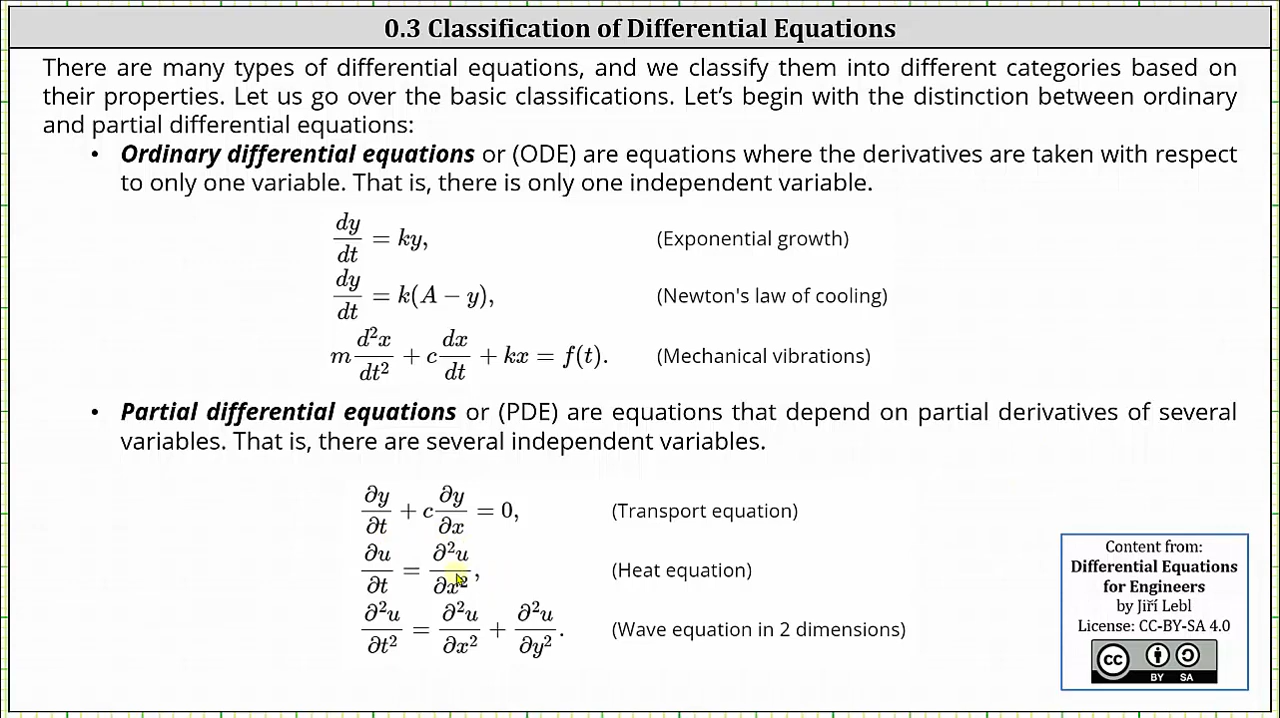 0.3 Classification of Differential Equations
There are many types of differential equations, and we classify them into different categories based on
their properties. Let us go over the basic classifications. Let’s begin with the distinction between ordinary
and partial differential equations:
• Ordinary differential equations or (ODE) are equations where the derivatives are taken with respect
to only one variable. That is, there is only one independent variable.
dy/dt = ky, (Exponential growth)
dy/dt = k(A − y), (Newton's law of cooling)
m d²x/dt² + c dx/dt + kx = f(t). (Mechanical vibrations)
• Partial differential equations or (PDE) are equations that depend on partial derivatives of several
variables. That is, there are several independent variables.
∂y/∂t + c ∂y/∂x = 0, (Transport equation)
∂u/∂t = ∂²u/∂x², (Heat equation)
∂²u/∂t² = ∂²u/∂x² + ∂²u/∂y². (Wave equation in 2 dimensions)
Content from:
Differential Equations
for Engineers
by Jiří Lebl
License: CC-BY-SA 4.0
cc
BY SA